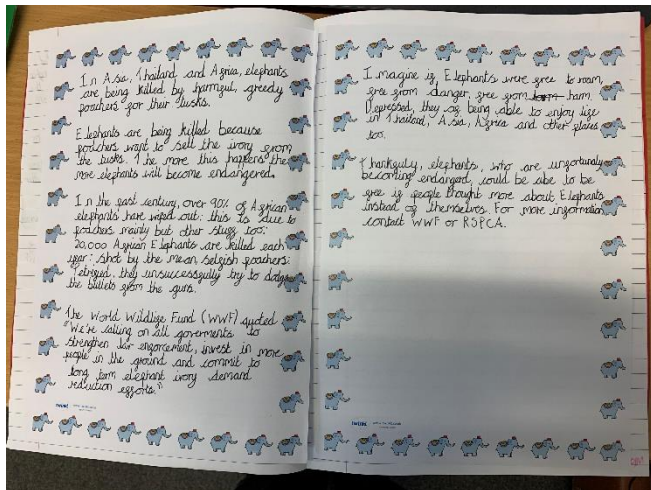 In Asia, Thailand and Africa, elephants
are being killed by harmful, greedy
poachers for their tusks.
Elephants are being killed because
poachers want to sell the ivory from
the tusks. The more this happens, the
more elephants will become endangered.
In the past century, over 90% of African
elephants have wiped out: this is due to
poachers mainly but other stuff too.
20,000 African Elephants are killed each
year: shot by the mean, selfish poachers.
Petrified, they unsuccessfully try to dodge
the bullets from the guns.
The World Wildlife Fund (WWF) quoted
"We're calling on all goverments to
strengthen law enforcement, invest in more
people in the ground and commit to
long term elephant ivory demand
reduction efforts."
twinkl
Imagine if Elephants were free to roam,
free from danger, free from harm.
Depressed, they of being able to enjoy life
in Thailand, Asia, Africa and other places
too.
Thankfully, elephants, who are unfortunately
becoming endangerd, could be able to be
free if people thought more about Elephants
instead of themselves. For more information
contact WWF or RSPCA.
twinkl